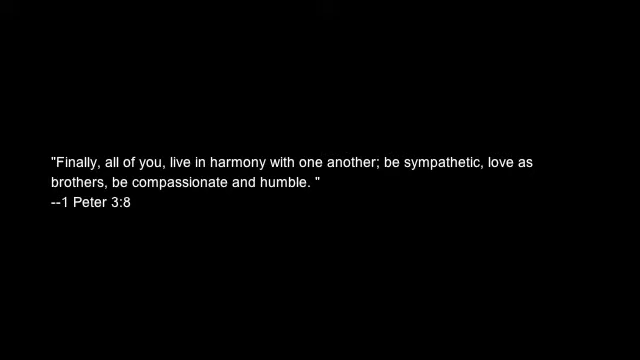 "Finally, all of you, live in harmony with one another; be sympathetic, love as
brothers, be compassionate and humble. "
--1 Peter 3:8